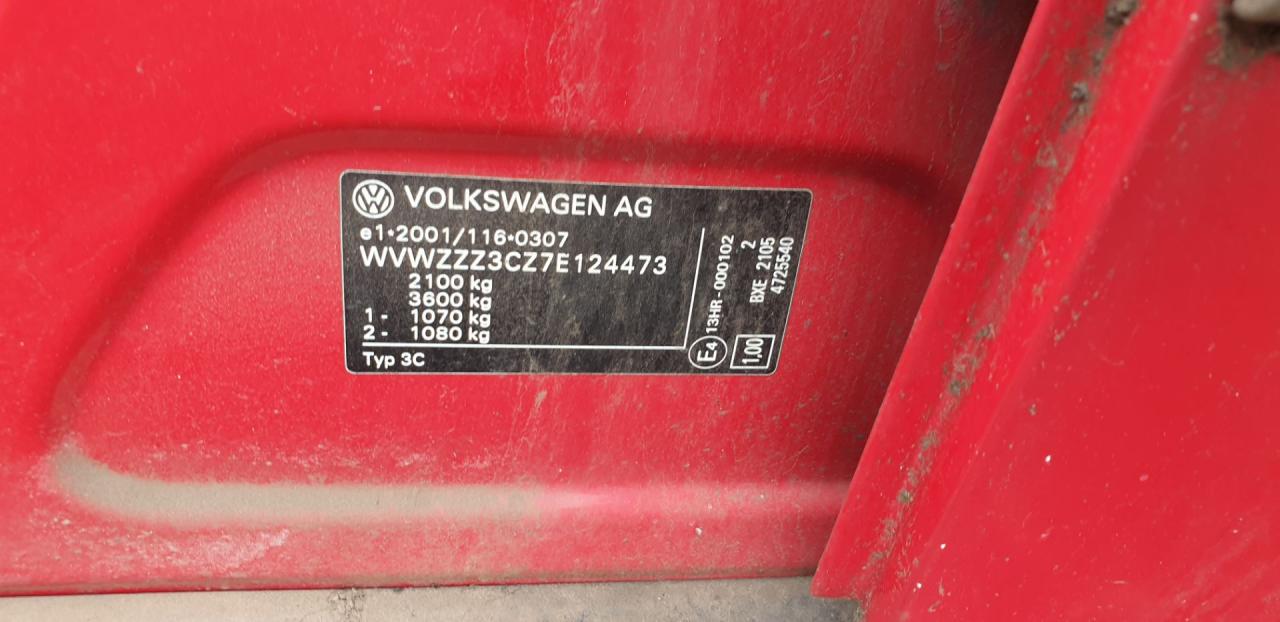 VOLKSWAGEN AG
e1*2001/116*0307
WVWZZZ3CZ7E124473
2100 kg
3600 kg
1 - 1070 kg
2 - 1080 kg
Typ 3C
E4 13HR-000102
2
BXE 2105
4725540
1,00